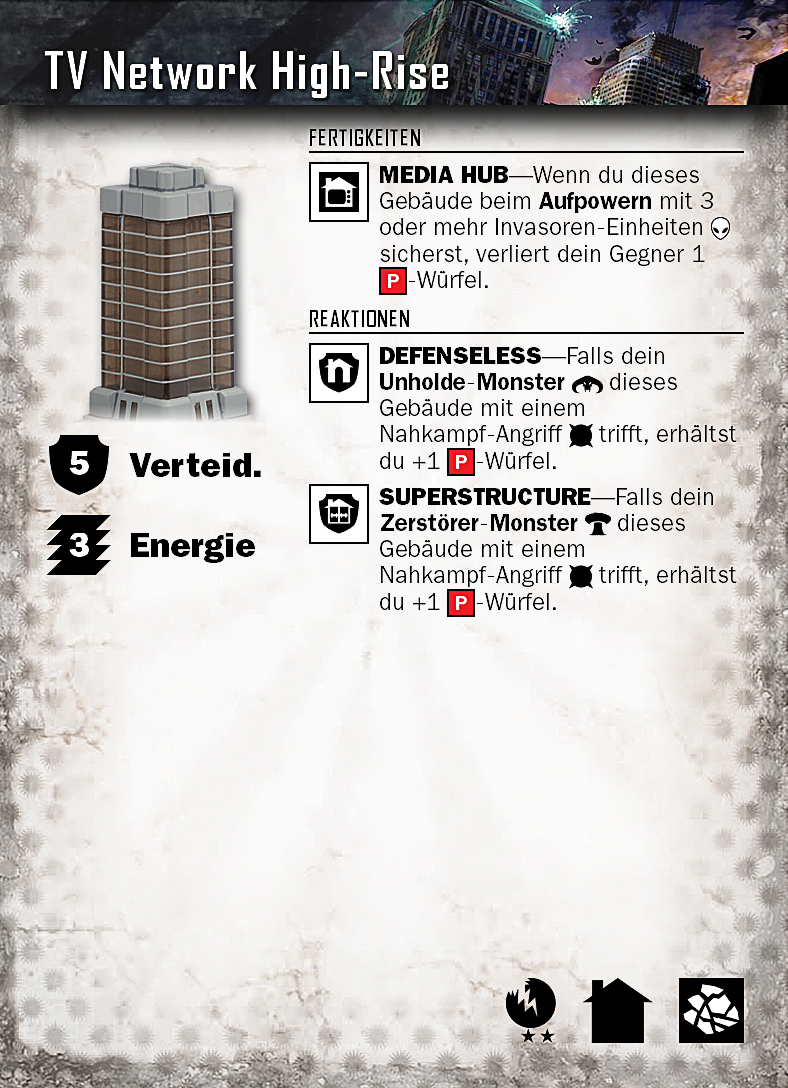 TV Network High-Rise
FERTIGKEITEN
MEDIA HUB—Wenn du dieses
Gebäude beim Aufpowern mit 3
oder mehr Invasoren-Einheiten
sicherst, verliert dein Gegner 1
P-Würfel.
REAKTIONEN
DEFENSELESS—Falls dein
Unholde-Monster dieses
Gebäude mit einem
Nahkampf-Angriff trifft, erhältst
du +1 P-Würfel.
SUPERSTRUCTURE—Falls dein
Zerstörer-Monster dieses
Gebäude mit einem
Nahkampf-Angriff trifft, erhältst
du +1 P-Würfel.
5 Verteid.
3 Energie